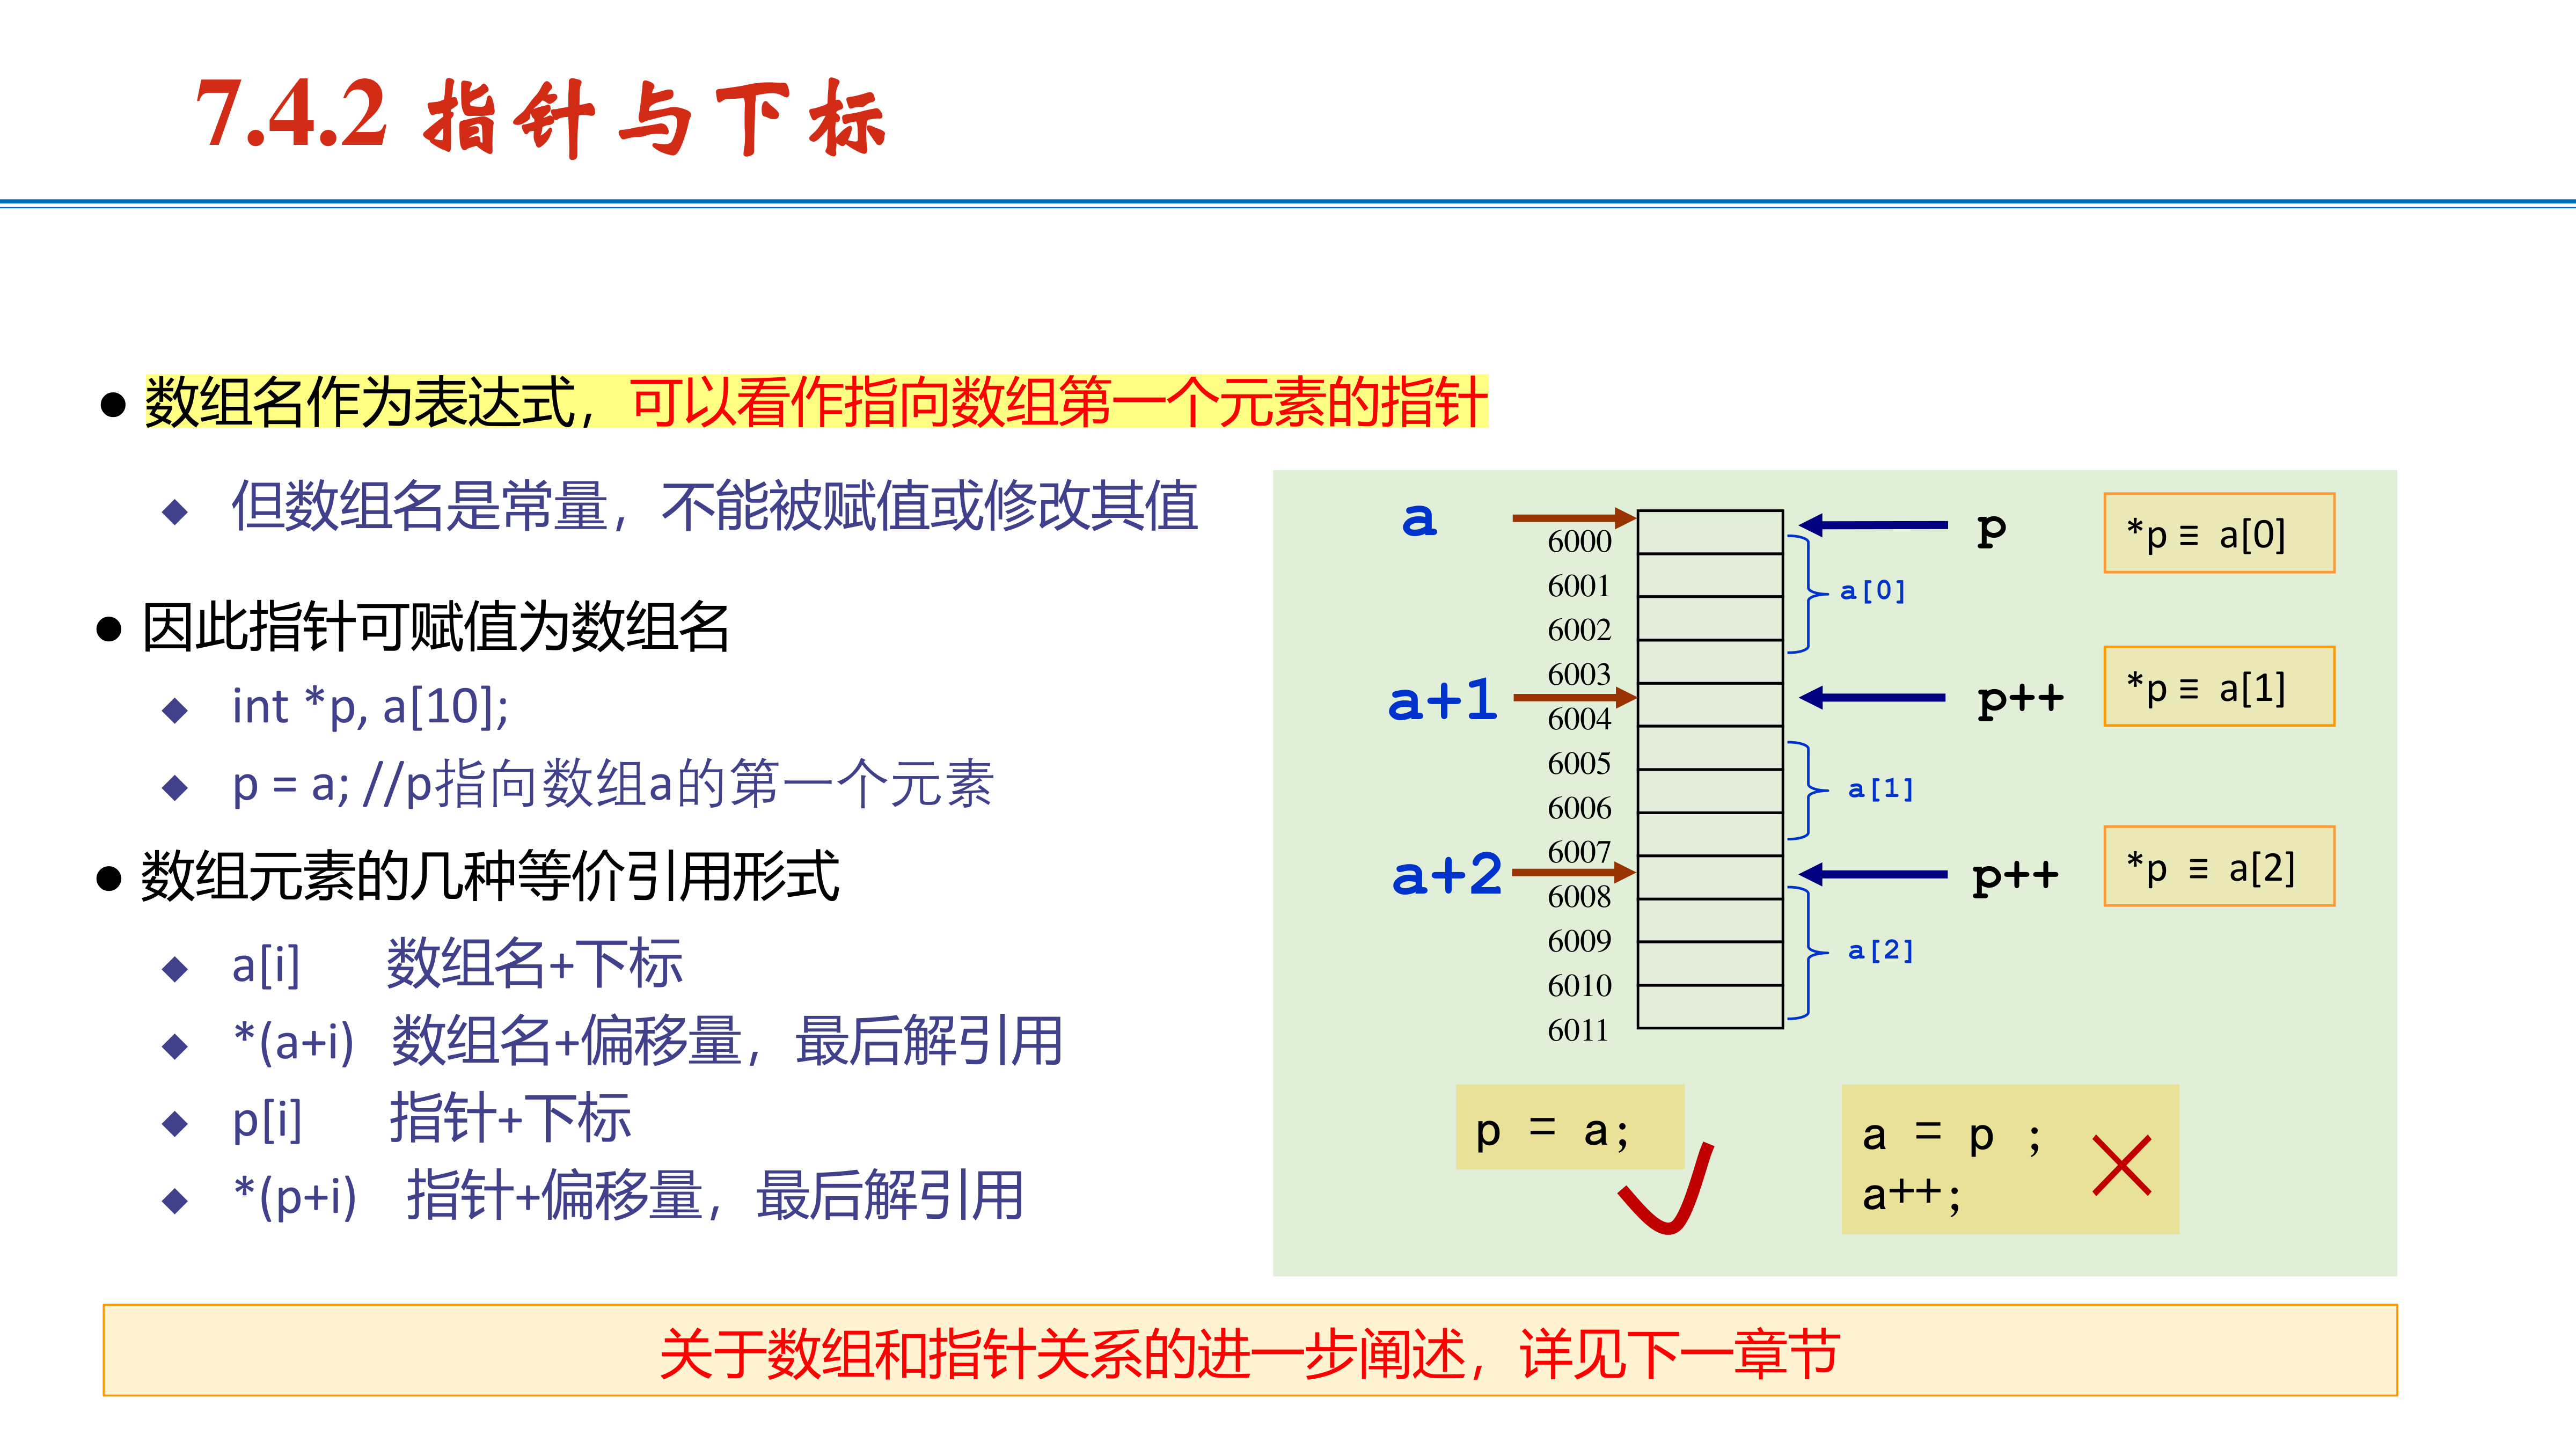 7.4.2 指针与下标
● 数组名作为表达式，可以看作指向数组第一个元素的指针
◆ 但数组名是常量，不能被赋值或修改其值
● 因此指针可赋值为数组名
◆ int *p, a[10];
◆ p = a; //p指向数组a的第一个元素
● 数组元素的几种等价引用形式
◆ a[i] 数组名+下标
◆ *(a+i) 数组名+偏移量，最后解引用
◆ p[i] 指针+下标
◆ *(p+i) 指针+偏移量，最后解引用
a
6000
6001
6002
6003
a+1
6004
6005
6006
6007
a+2
6008
6009
6010
6011
a[0]
a[1]
a[2]
p
p++
p++
*p ≡ a[0]
*p ≡ a[1]
*p ≡ a[2]
p = a;
a = p ;
a++;
关于数组和指针关系的进一步阐述，详见下一章节